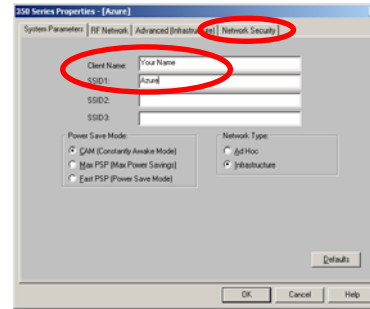 350 Series Properties - [Azure]
System Parameters RF Network Advanced (Infrastructure) Network Security
Client Name: Your Name
SSID1: Azure
SSID2:
SSID3:
Power Save Mode: Network Type:
CAM (Constantly Awake Mode) Ad Hoc
Max PSP (Max Power Savings) Infrastructure
Fast PSP (Power Save Mode)
Defaults
OK Cancel Help